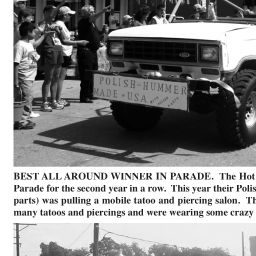 POLISH-HUMMER
MADE USA
BEST ALL AROUND WINNER IN PARADE. The Hot
Parade for the second year in a row. This year their Polis
parts) was pulling a mobile tatoo and piercing salon. Th
many tatoos and piercings and were wearing some crazy